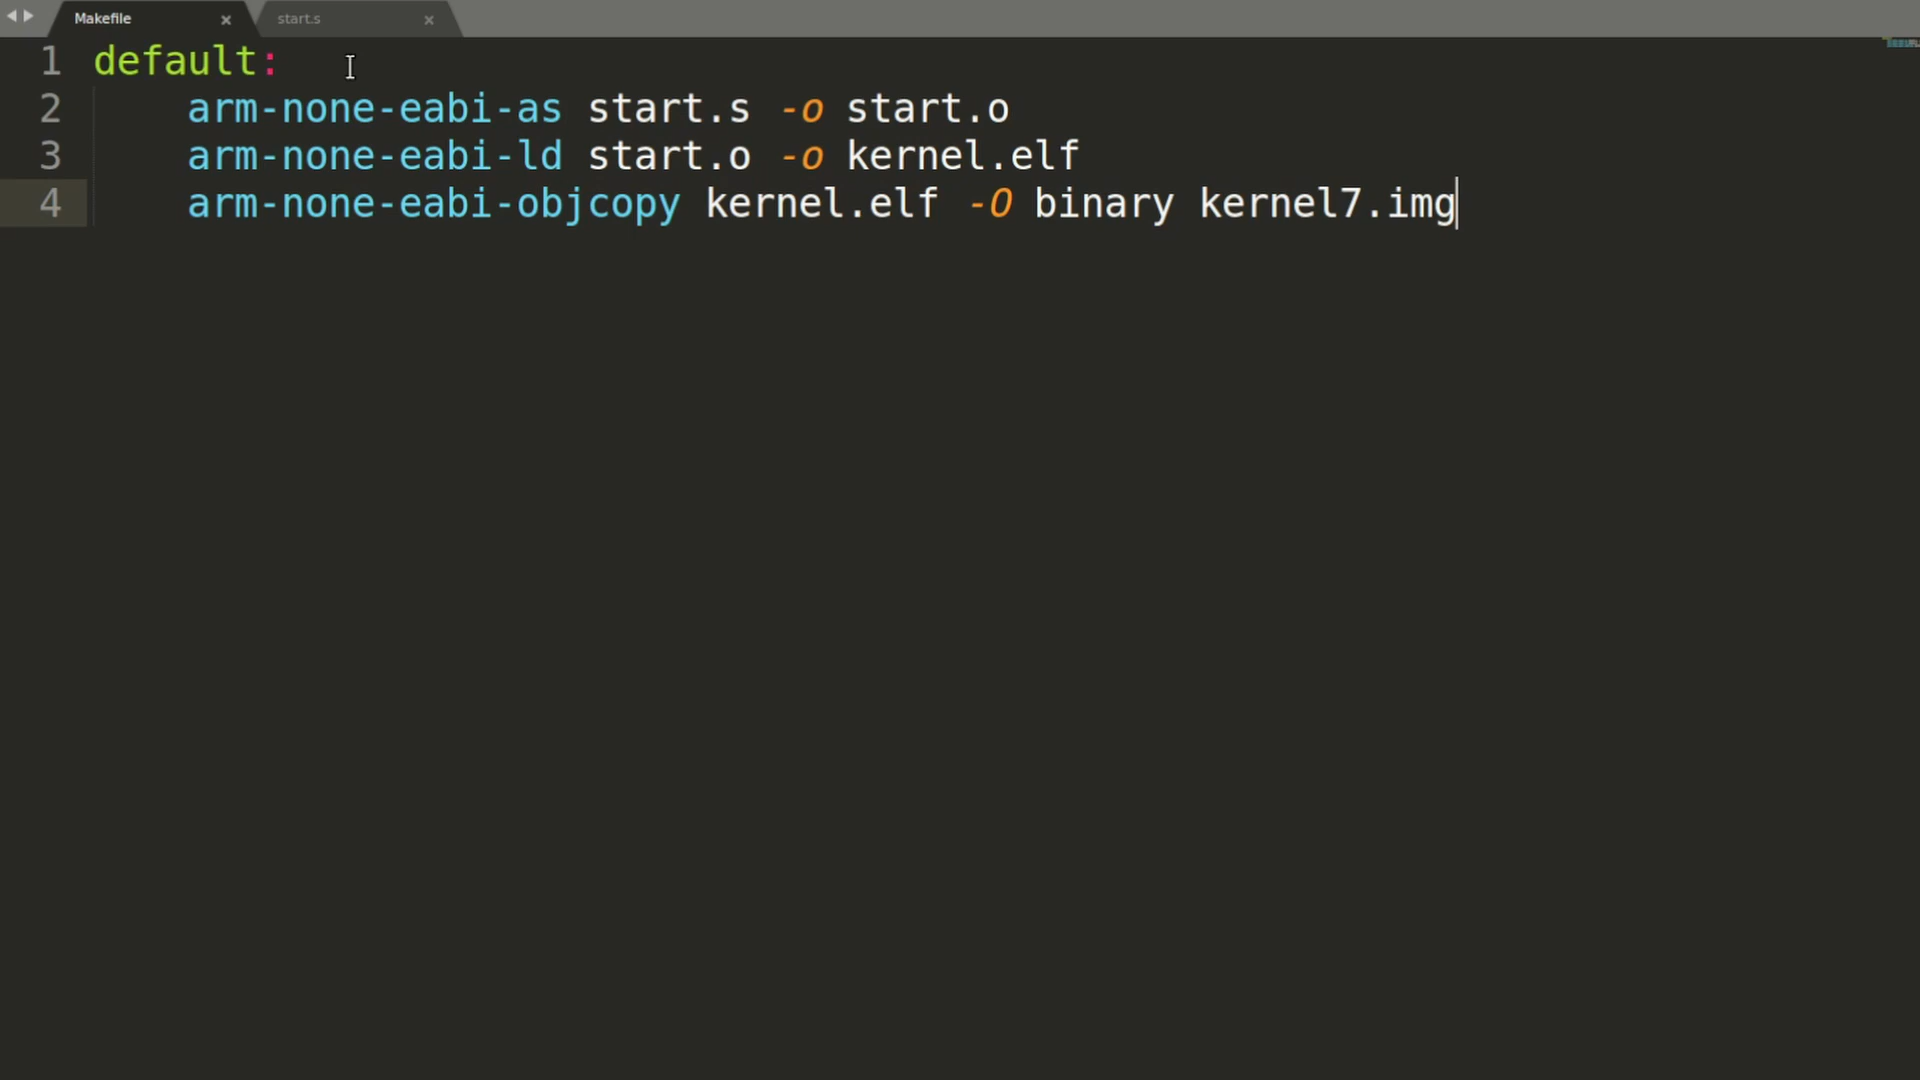 Makefile × start.s ×
1 default:
2 arm-none-eabi-as start.s -o start.o
3 arm-none-eabi-ld start.o -o kernel.elf
4 arm-none-eabi-objcopy kernel.elf -O binary kernel7.img